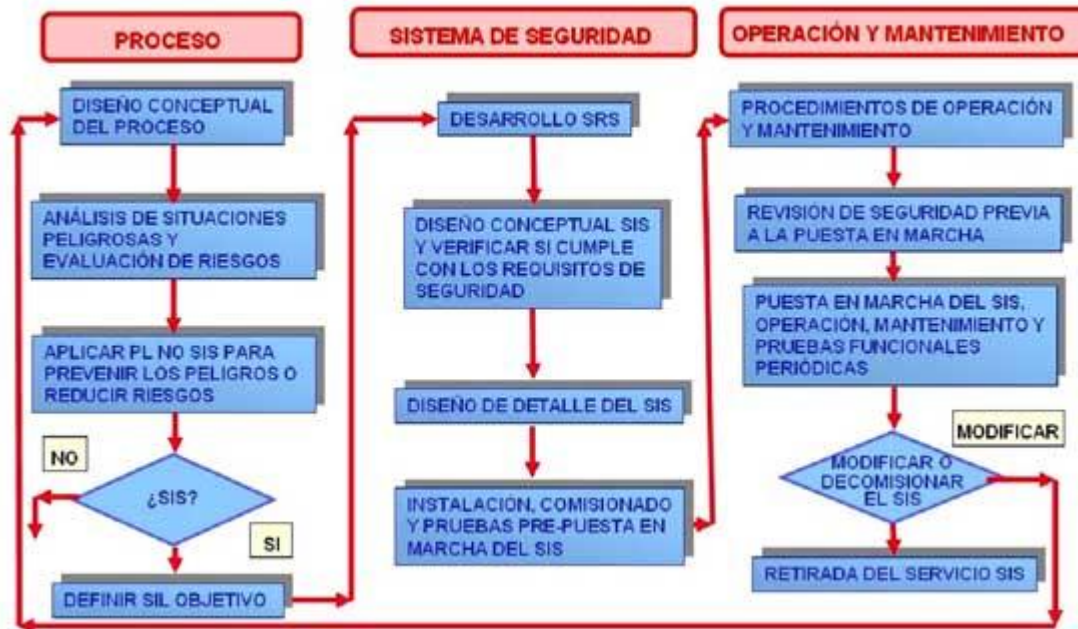 PROCESO
DISEÑO CONCEPTUAL
DEL PROCESO
ANÁLISIS DE SITUACIONES
PELIGROSAS Y
EVALUACIÓN DE RIESGOS
APLICAR PL NO SIS PARA
PREVENIR LOS PELIGROS O
REDUCIR RIESGOS
NO
¿SIS?
SI
DEFINIR SIL OBJETIVO
SISTEMA DE SEGURIDAD
DESARROLLO SRS
DISEÑO CONCEPTUAL SIS
Y VERIFICAR SI CUMPLE
CON LOS REQUISITOS DE
SEGURIDAD
DISEÑO DE DETALLE DEL SIS
INSTALACIÓN, COMISIONADO
Y PRUEBAS PRE-PUESTA EN
MARCHA DEL SIS
OPERACIÓN Y MANTENIMIENTO
PROCEDIMIENTOS DE OPERACIÓN
Y MANTENIMIENTO
REVISIÓN DE SEGURIDAD PREVIA
A LA PUESTA EN MARCHA
PUESTA EN MARCHA DEL SIS,
OPERACIÓN, MANTENIMIENTO Y
PRUEBAS FUNCIONALES
PERIÓDICAS
MODIFICAR
MODIFICAR O
DECOMISIONAR
EL SIS
RETIRADA DEL SERVICIO SIS